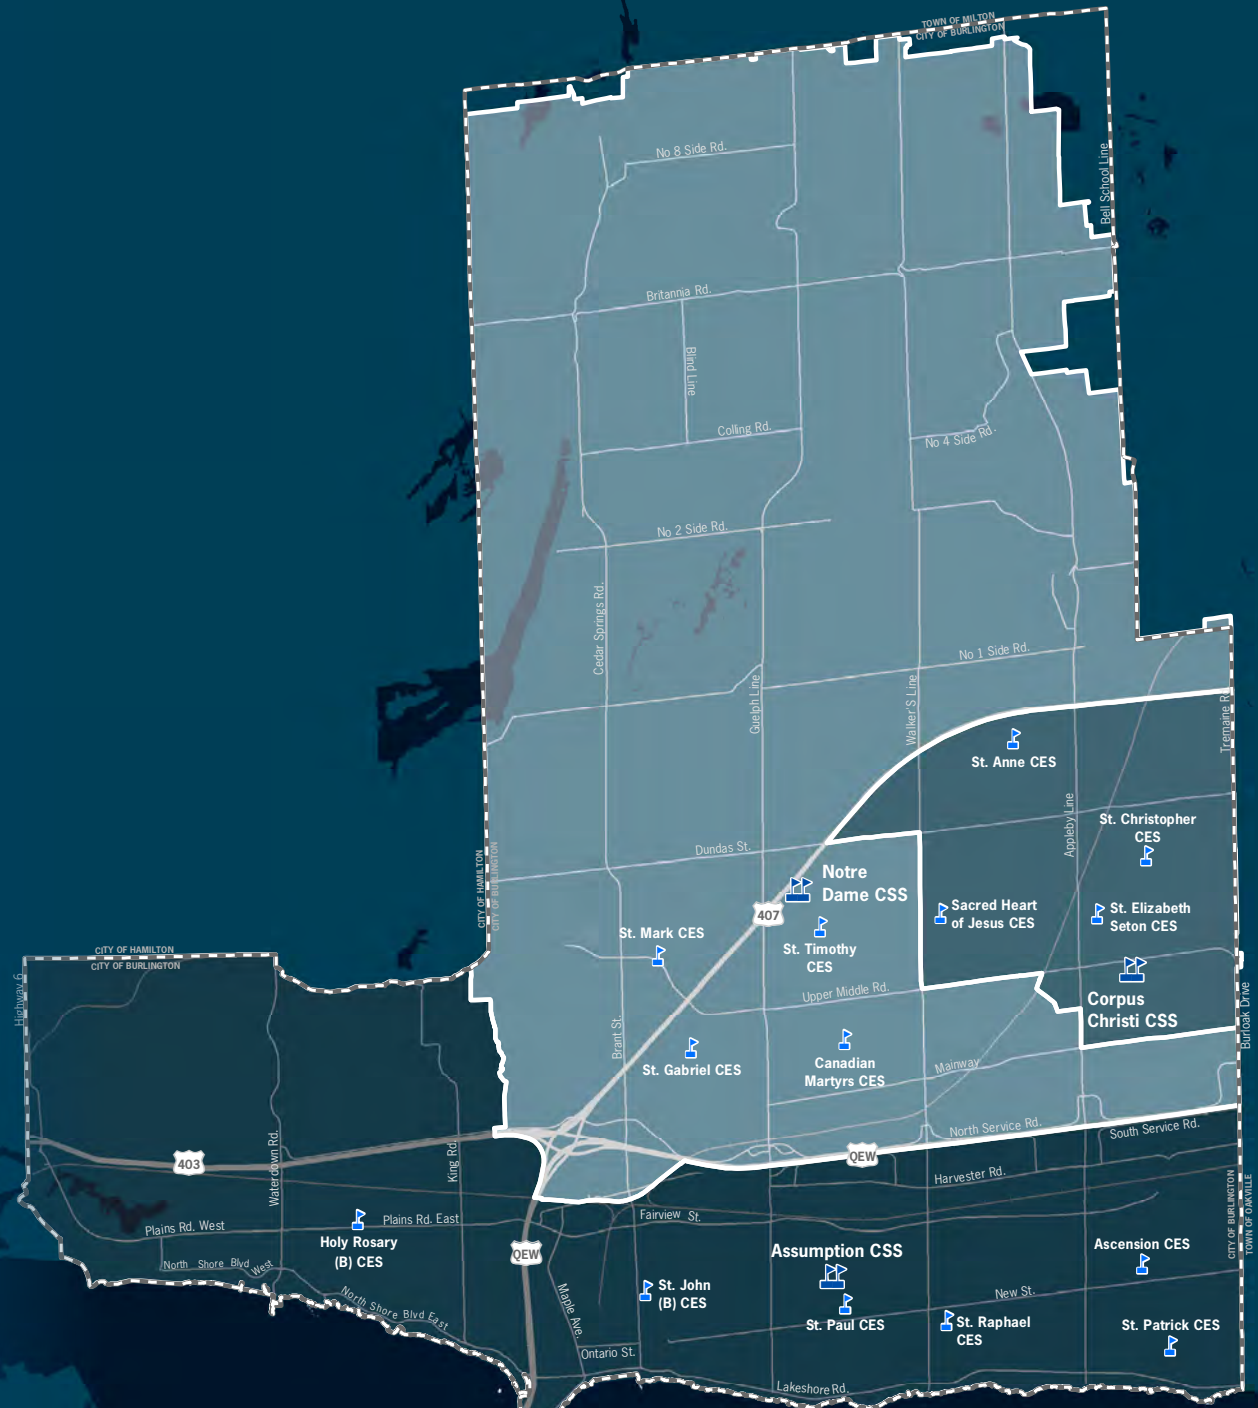 TOWN OF MILTON
CITY OF BURLINGTON
No 8 Side Rd.
Bell School Line
Britannia Rd.
Blind Line
Colling Rd.
No 4 Side Rd.
No 2 Side Rd.
Cedar Springs Rd.
No 1 Side Rd.
Guelph Line
Walker'S Line
Tremaine Rd.
St. Anne CES
Appleby Line
St. Christopher
CES
Dundas St.
CITY OF HAMILTON
CITY OF BURLINGTON
Notre
Dame CSS
407
Sacred Heart
of Jesus CES
St. Elizabeth
Seton CES
St. Mark CES
St. Timothy
CES
CITY OF HAMILTON
CITY OF BURLINGTON
Highway 6
Upper Middle Rd.
Corpus
Christi CSS
Burloak Drive
Brant St.
St. Gabriel CES
Canadian
Martyrs CES
Mainway
North Service Rd.
South Service Rd.
QEW
403
Waterdown Rd.
King Rd.
Harvester Rd.
CITY OF BURLINGTON
TOWN OF OAKVILLE
Plains Rd. West
Plains Rd. East
Fairview St.
Holy Rosary
(B) CES
QEW
Assumption CSS
Ascension CES
North Shore Blvd West
North Shore Blvd East
Maple Ave.
St. John
(B) CES
New St.
St. Paul CES
St. Raphael
CES
St. Patrick CES
Ontario St.
Lakeshore Rd.